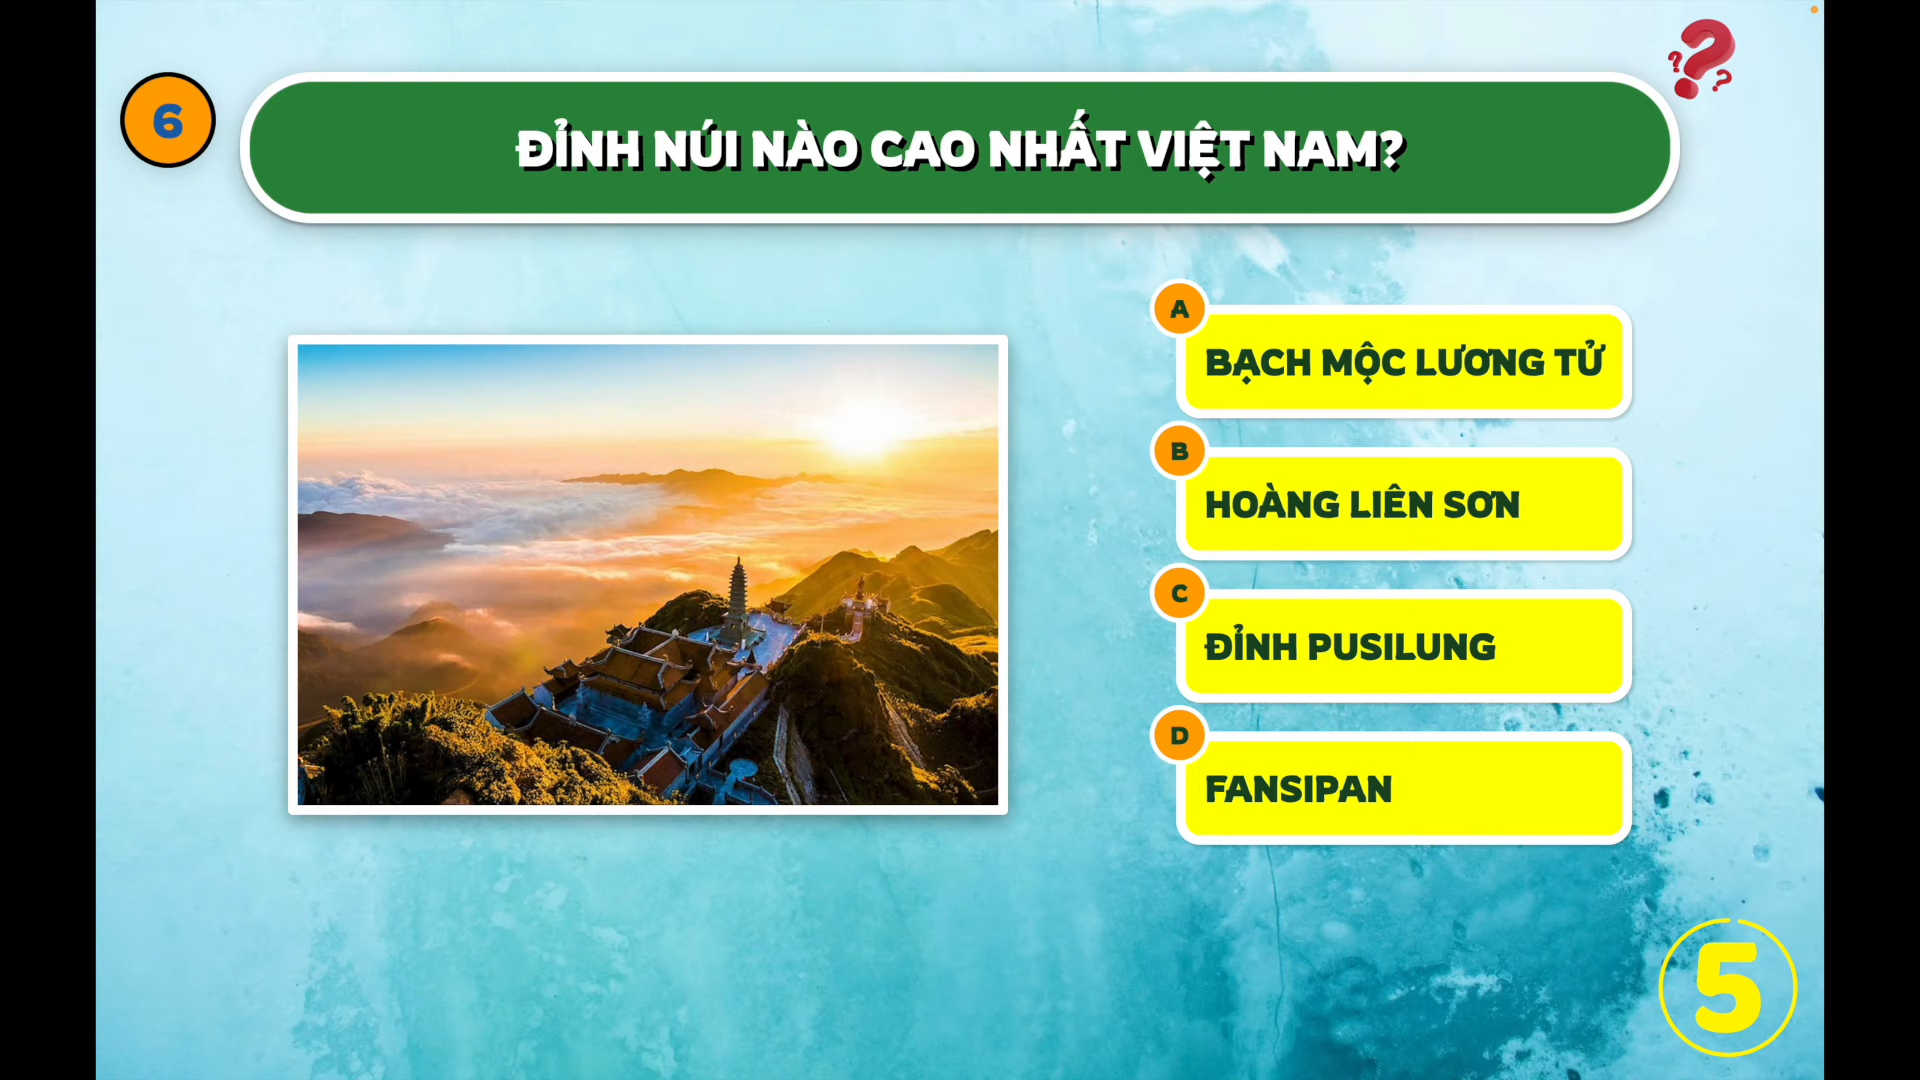 6
ĐỈNH NÚI NÀO CAO NHẤT VIỆT NAM?
A
BẠCH MỘC LƯƠNG TỬ
B
HOÀNG LIÊN SƠN
C
ĐỈNH PUSILUNG
D
FANSIPAN
5